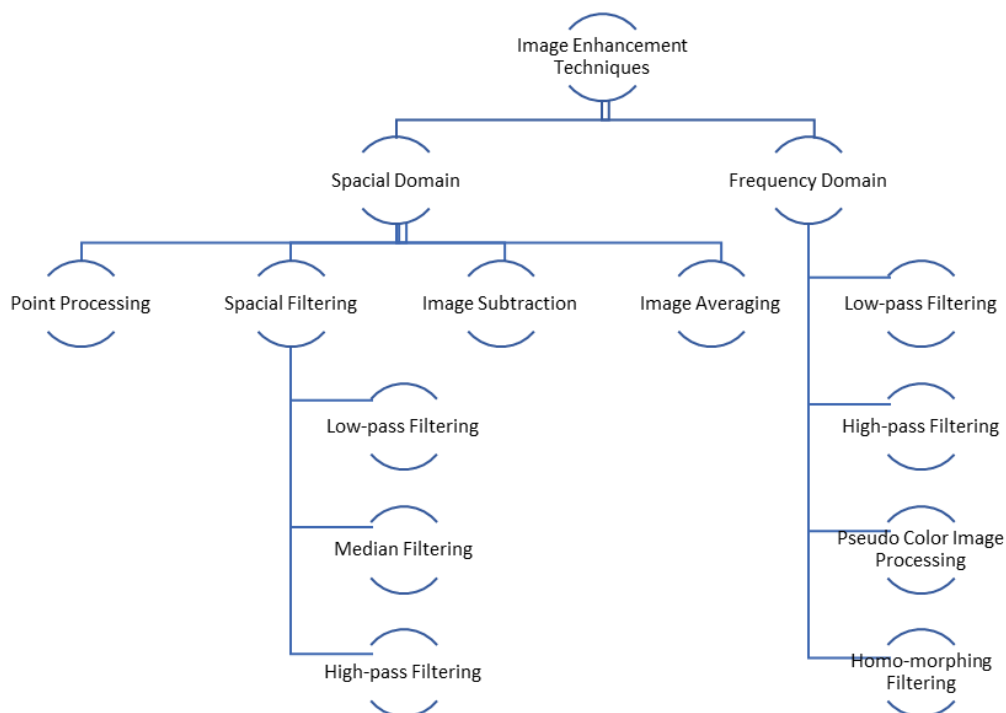 Image Enhancement
Techniques
Spacial Domain
Frequency Domain
Point Processing
Spacial Filtering
Image Subtraction
Image Averaging
Low-pass Filtering
Median Filtering
High-pass Filtering
Low-pass Filtering
High-pass Filtering
Pseudo Color Image
Processing
Homo-morphing
Filtering